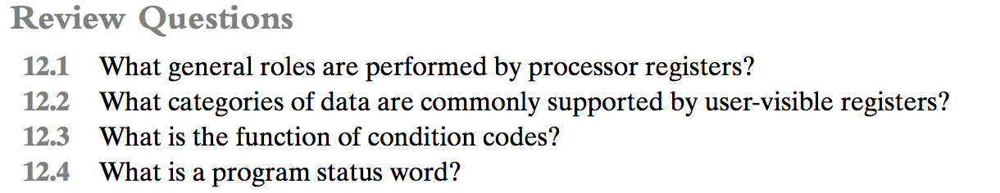 Review Questions
12.1 What general roles are performed by processor registers?
12.2 What categories of data are commonly supported by user-visible registers?
12.3 What is the function of condition codes?
12.4 What is a program status word?